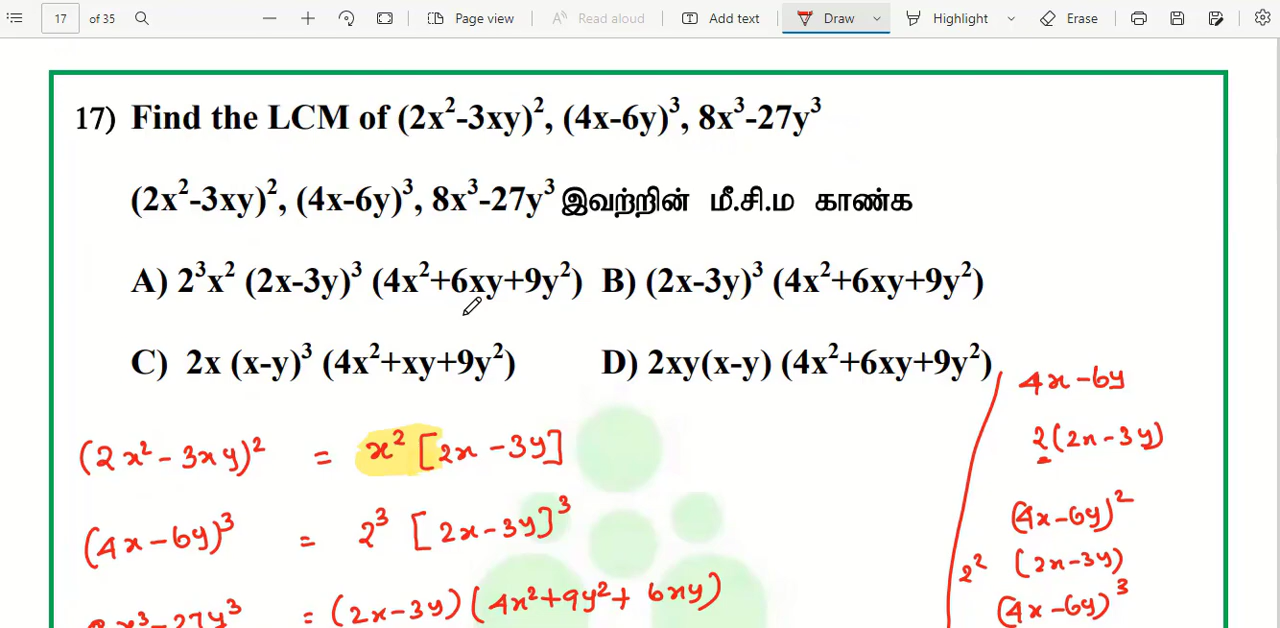 17 of 35 Page view Read aloud Add text Draw Highlight Erase
17) Find the LCM of (2x²-3xy)², (4x-6y)³, 8x³-27y³
(2x²-3xy)², (4x-6y)³, 8x³-27y³ இவற்றின் மீ.சி.ம காண்க
A) 2³x² (2x-3y)³ (4x²+6xy+9y²) B) (2x-3y)³ (4x²+6xy+9y²)
C) 2x (x-y)³ (4x²+xy+9y²) D) 2xy(x-y) (4x²+6xy+9y²)
4x-6y
2(2x-3y)
(2x²-3xy)² = x² [2x-3y]
(4x-6y)²
(4x-6y)³ = 2³ [2x-3y]³
2² (2x-3y)
8x³-27y³ = (2x-3y) (4x²+9y²+6xy)
(4x-6y)³